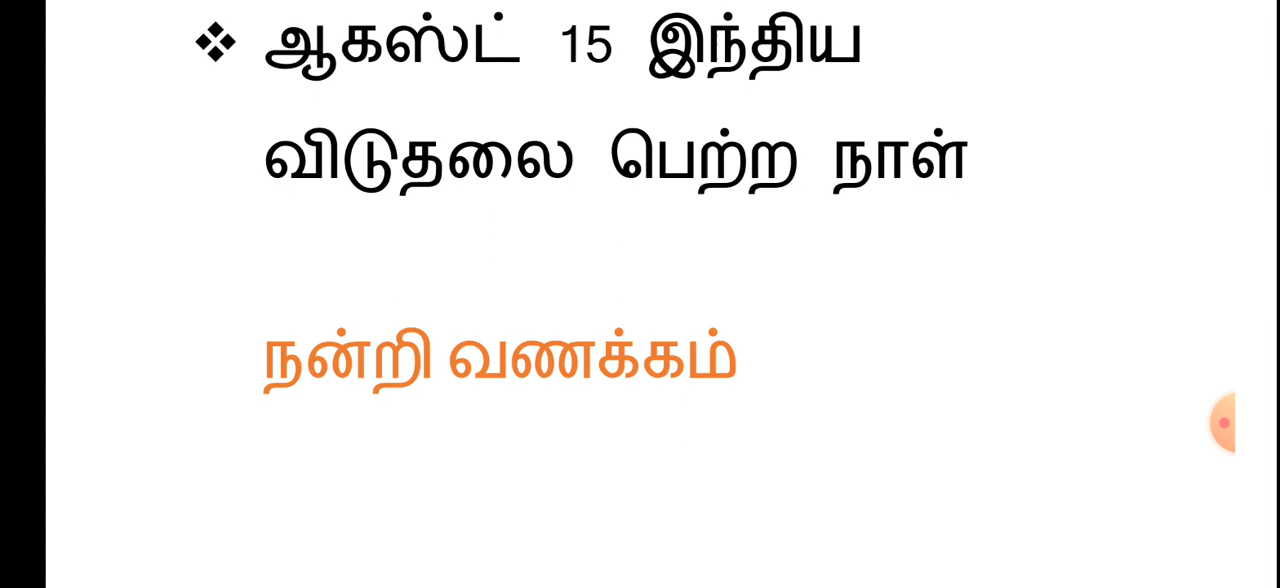 ❖ ஆகஸ்ட் 15 இந்திய
விடுதலை பெற்ற நாள்
நன்றி வணக்கம்